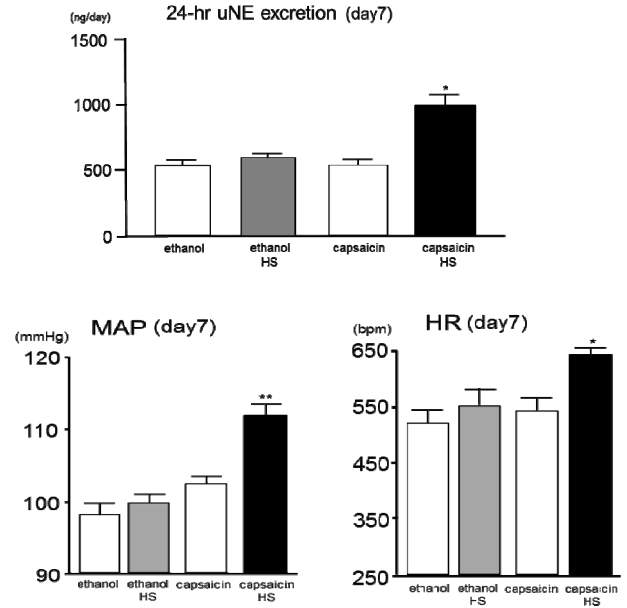 (ng/day)
24-hr uNE excretion (day7)
1500
1000
*
500
0
ethanol
ethanol
HS
capsaicin
capsaicin
HS
(mmHg)
MAP (day7)
120
110
100
90
**
ethanol
ethanol
HS
capsaicin
capsaicin
HS
(bpm)
HR (day7)
650
550
450
350
250
*
ethanol
ethanol
HS
capsaicin
capsaicin
HS